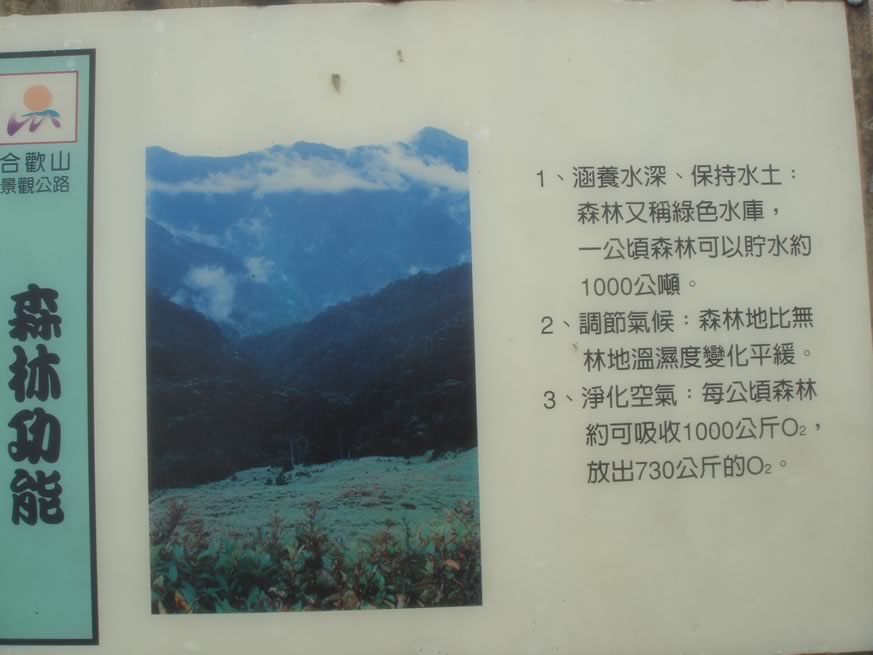 合歡山
景觀公路
森林功能
1、涵養水深、保持水土：
森林又稱綠色水庫，
一公頃森林可以貯水約
1000公噸。
2、調節氣候：森林地比無
林地溫濕度變化平緩。
3、淨化空氣：每公頃森林
約可吸收1000公斤O₂，
放出730公斤的O₂。